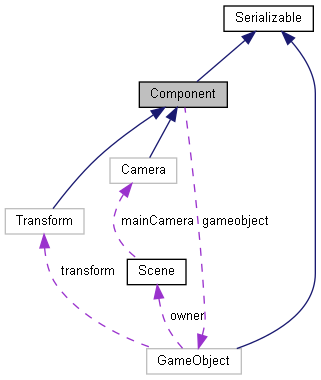 Serializable
Component
Camera
Transform
mainCamera
gameobject
transform
Scene
owner
GameObject